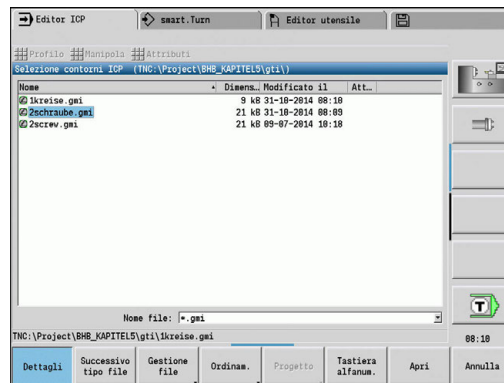 Editor ICP
smart.Turn
Editor utensile
Profilo Manipola Attributi
Selezione contorni ICP (TNC:\Project\BHB_KAPITEL5\gti\)
Nome Dimens… Modificato il Att…
1kreise.gmi 9 kB 31-10-2014 08:10
2schraube.gmi 21 kB 31-10-2014 08:09
2screw.gmi 21 kB 09-07-2014 10:10
Nome file: *.gmi
TNC:\Project\BHB_KAPITEL5\gti\1kreise.gmi
T
08:10
Dettagli
Successivo
tipo file
Gestione
file
Ordinam.
Progetto
Tastiera
alfanum.
Apri
Annulla